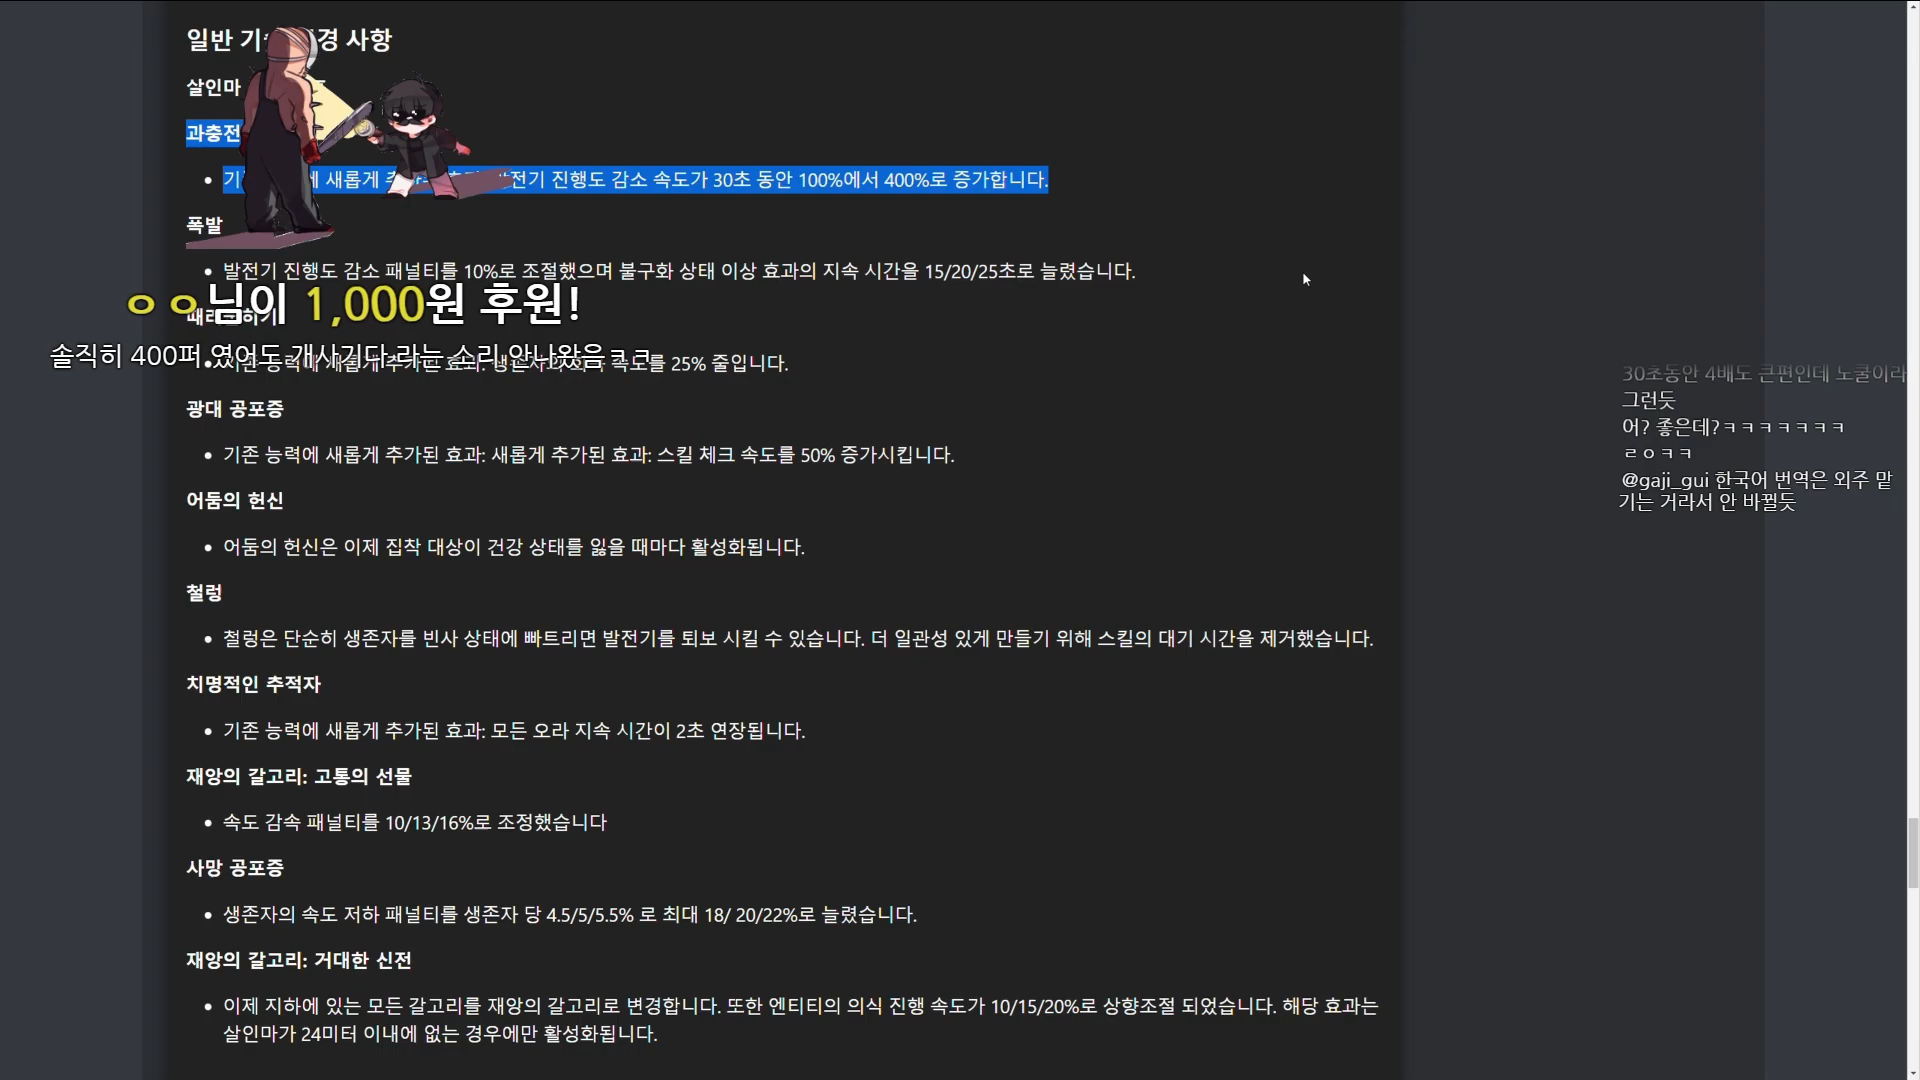 일반 기 경 사항
살인마
과충전
• 기 에 새롭게 전기 진행도 감소 속도가 30초 동안 100%에서 400%로 증가합니다.
폭발
• 발전기 진행도 감소 패널티를 10%로 조절했으며 불구화 상태 이상 효과의 지속 시간을 15/20/25초로 늘렸습니다.
ㅇㅇ님이 1,000원 후원!
솔직히 400퍼 였어도 개사기다 라는 소리 안나왔음ㅋㅋ
능력에 새롭게 추가된 효과: 속도를 25% 줄입니다.
광대 공포증
• 기존 능력에 새롭게 추가된 효과: 새롭게 추가된 효과: 스킬 체크 속도를 50% 증가시킵니다.
어둠의 헌신
• 어둠의 헌신은 이제 집착 대상이 건강 상태를 잃을 때마다 활성화됩니다.
철렁
• 철렁은 단순히 생존자를 빈사 상태에 빠트리면 발전기를 퇴보 시킬 수 있습니다. 더 일관성 있게 만들기 위해 스킬의 대기 시간을 제거했습니다.
치명적인 추적자
• 기존 능력에 새롭게 추가된 효과: 모든 오라 지속 시간이 2초 연장됩니다.
재앙의 갈고리: 고통의 선물
• 속도 감속 패널티를 10/13/16%로 조정했습니다
사망 공포증
• 생존자의 속도 저하 패널티를 생존자 당 4.5/5/5.5% 로 최대 18/ 20/22%로 늘렸습니다.
재앙의 갈고리: 거대한 신전
• 이제 지하에 있는 모든 갈고리를 재앙의 갈고리로 변경합니다. 또한 엔티티의 의식 진행 속도가 10/15/20%로 상향조절 되었습니다. 해당 효과는
살인마가 24미터 이내에 없는 경우에만 활성화됩니다.
30초동안 4배도 큰편인데 노쿨이라
그런듯
어? 좋은데?ㅋㅋㅋㅋㅋㅋㅋ
ㄹㅇㅋㅋ
@gaji_gui 한국어 번역은 외주 맡
기는 거라서 안 바뀔듯